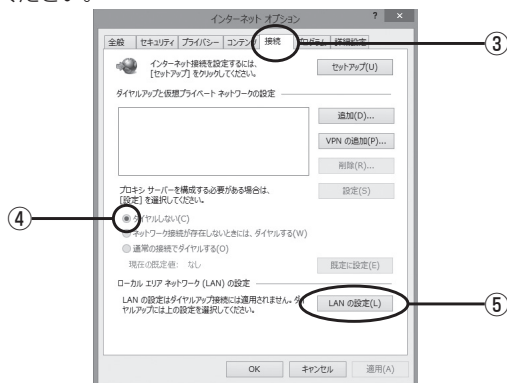 ください。
インターネット オプション
? ×
全般 セキュリティ プライバシー コンテンツ 接続 プログラム 詳細設定
③
インターネット接続を設定するには、
[セットアップ] をクリックしてください。
セットアップ(U)
ダイヤルアップと仮想プライベート ネットワークの設定
追加(D)...
VPN の追加(P)...
削除(R)...
プロキシ サーバーを構成する必要がある場合は、
[設定] を選択してください。
設定(S)
④
ダイヤルしない(C)
ネットワーク接続が存在しないときには、ダイヤルする(W)
通常の接続でダイヤルする(O)
現在の既定値: なし
既定に設定(E)
ローカル エリア ネットワーク (LAN) の設定
LAN の設定はダイヤルアップ接続には適用されません。ダイ
ヤルアップには上の設定を選択してください。
LAN の設定(L)
⑤
OK キャンセル 適用(A)